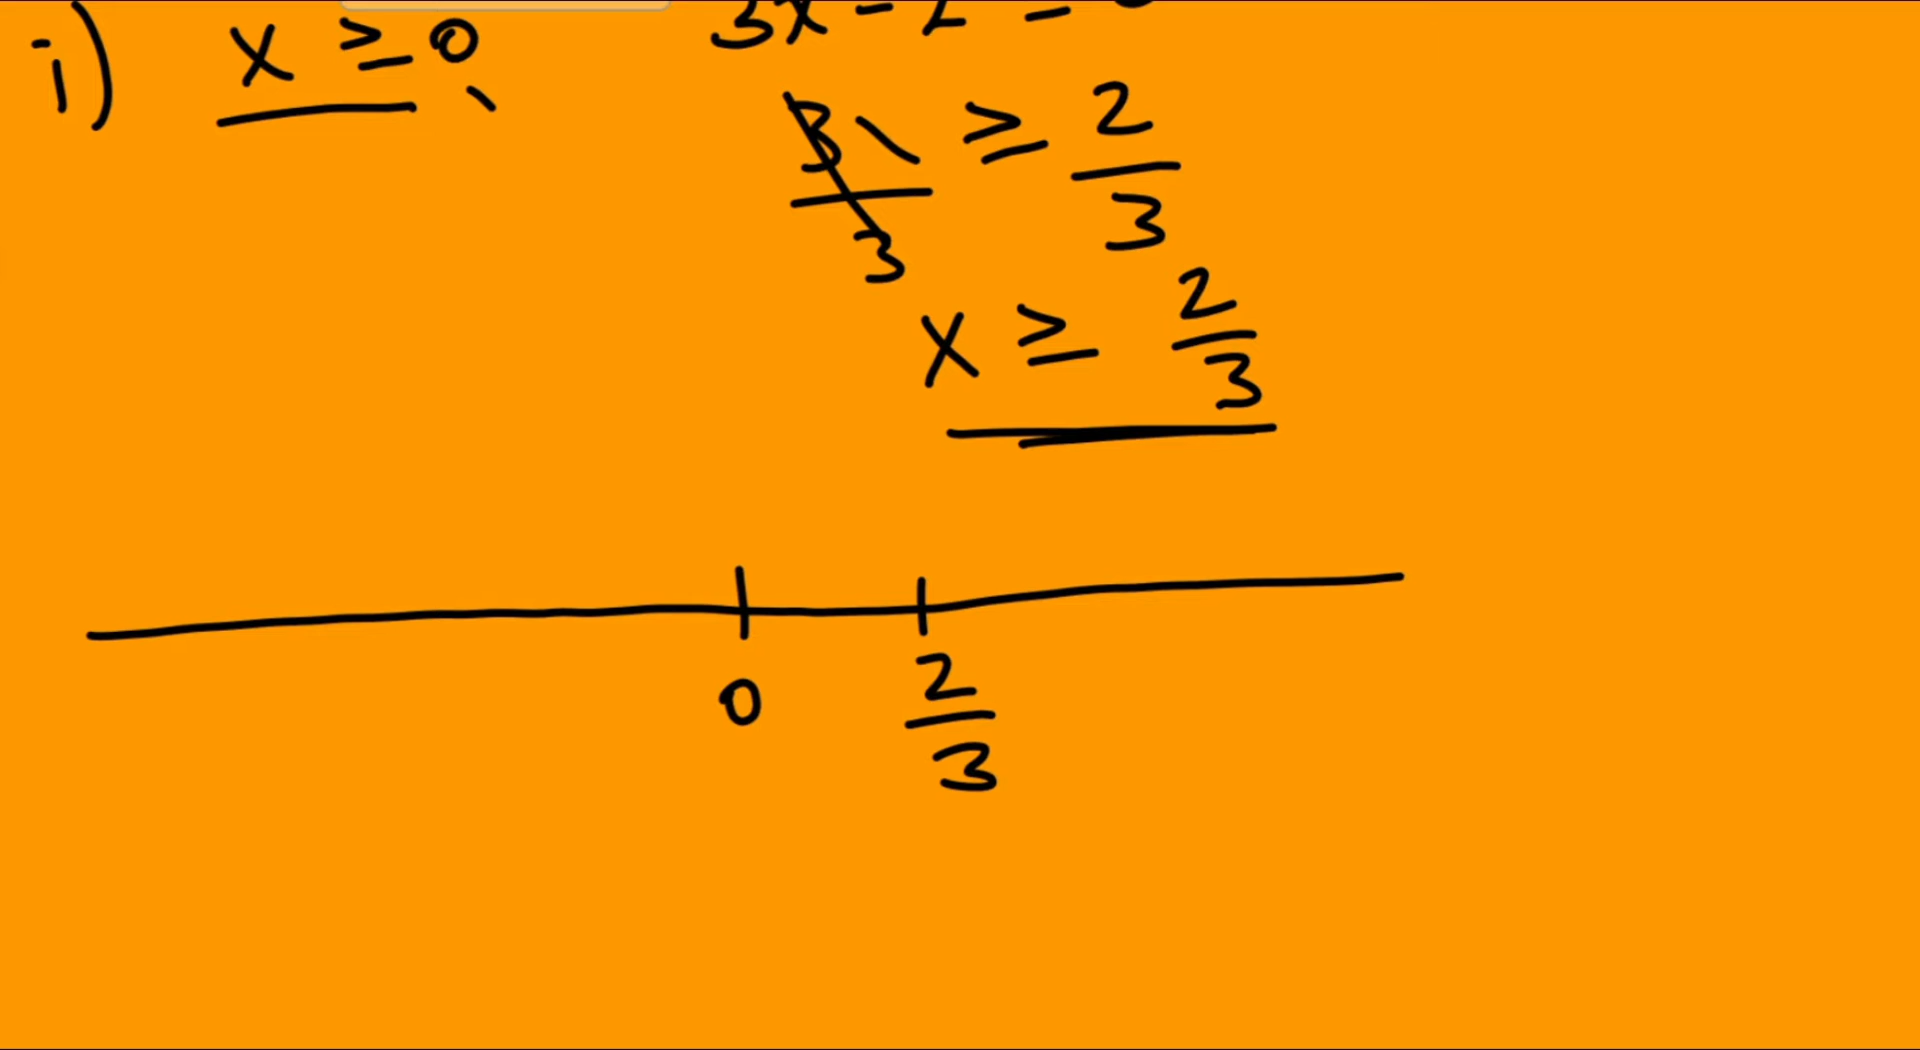 i) x ≥ 0, 3x - 2 ≥ 0
3x/3 ≥ 2/3
x ≥ 2/3
0 2/3